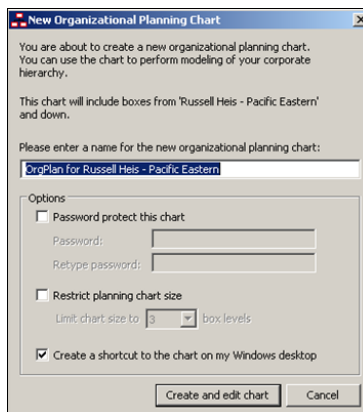 New Organizational Planning Chart
You are about to create a new organizational planning chart.
You can use the chart to perform modeling of your corporate
hierarchy.
This chart will include boxes from 'Russell Heis - Pacific Eastern'
and down.
Please enter a name for the new organizational planning chart:
OrgPlan for Russell Heis - Pacific Eastern
Options
Password protect this chart
Password:
Retype password:
Restrict planning chart size
Limit chart size to 3 box levels
Create a shortcut to the chart on my Windows desktop
Create and edit chart Cancel